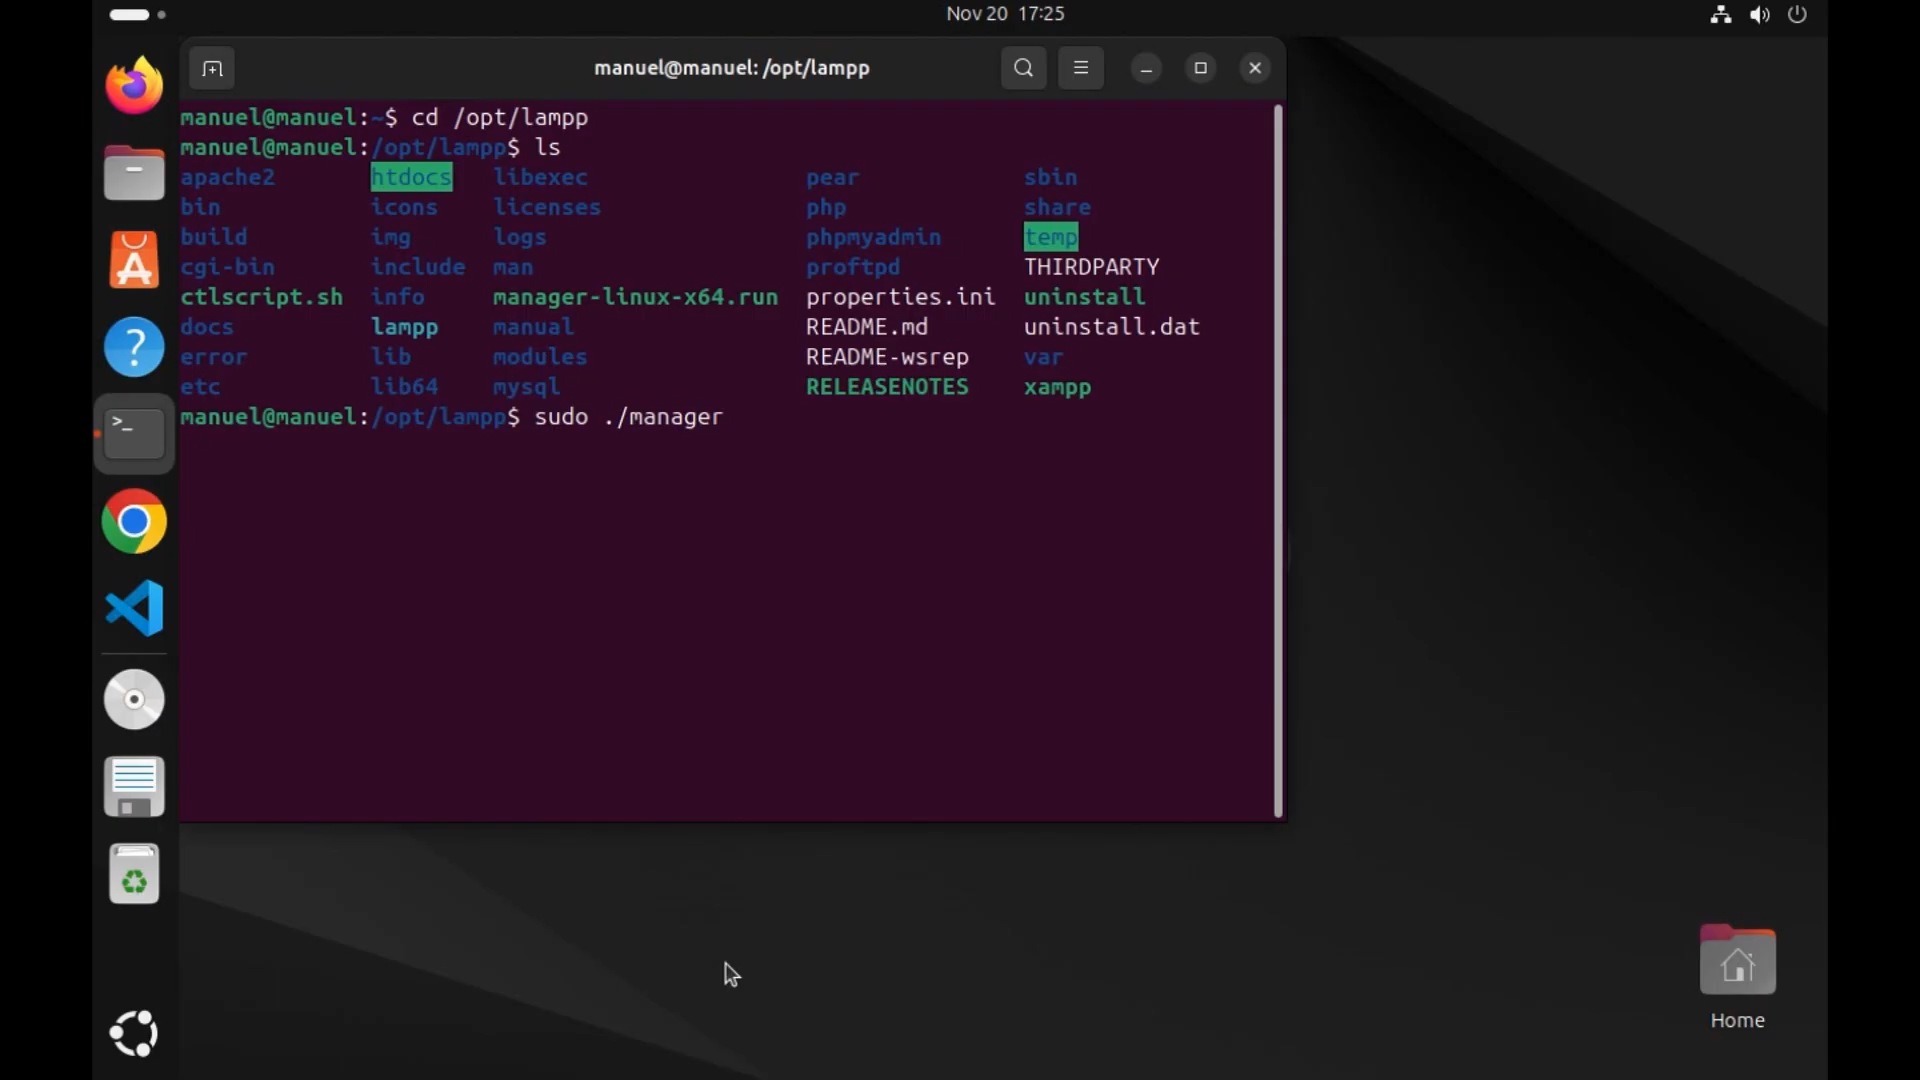 Nov 20 17:25
manuel@manuel: /opt/lampp
manuel@manuel:~$ cd /opt/lampp
manuel@manuel:/opt/lampp$ ls
apache2 htdocs libexec pear sbin
bin icons licenses php share
build img logs phpmyadmin temp
cgi-bin include man proftpd THIRDPARTY
ctlscript.sh info manager-linux-x64.run properties.ini uninstall
docs lampp manual README.md uninstall.dat
error lib modules README-wsrep var
etc lib64 mysql RELEASENOTES xampp
manuel@manuel:/opt/lampp$ sudo ./manager
Home